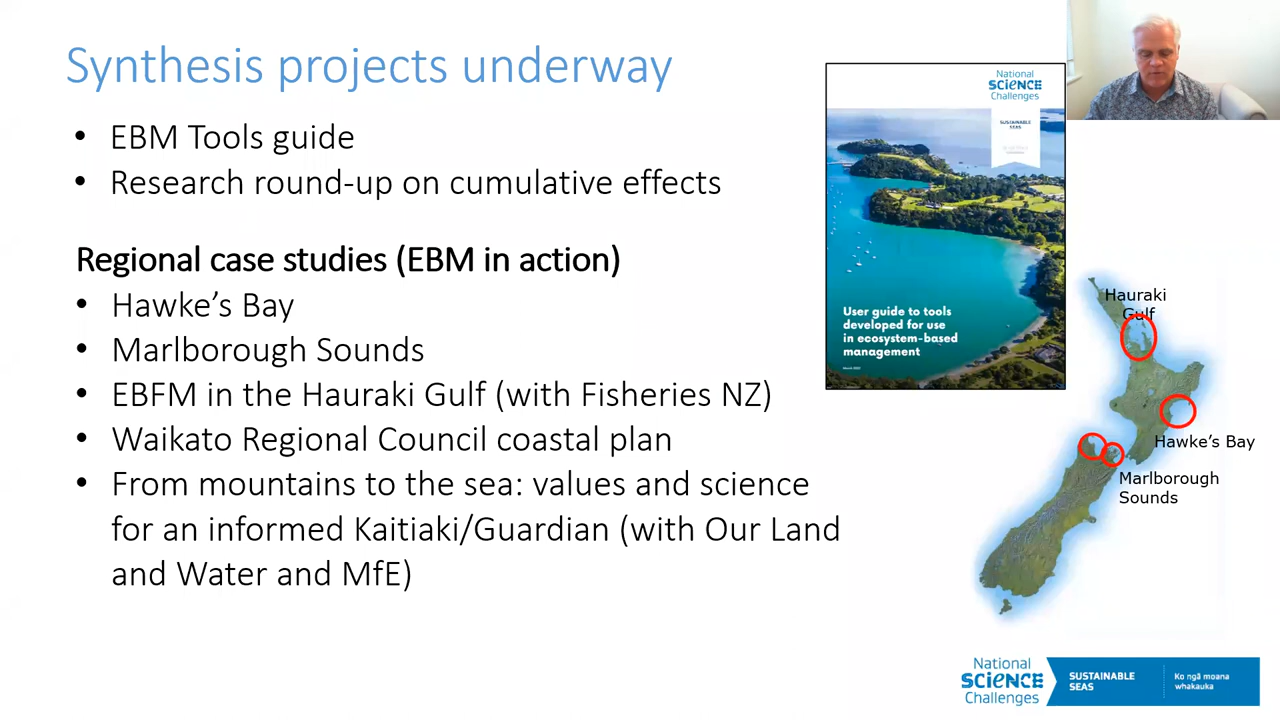 Synthesis projects underway
• EBM Tools guide
• Research round-up on cumulative effects
Regional case studies (EBM in action)
• Hawke’s Bay
• Marlborough Sounds
• EBFM in the Hauraki Gulf (with Fisheries NZ)
• Waikato Regional Council coastal plan
• From mountains to the sea: values and science
for an informed Kaitiaki/Guardian (with Our Land
and Water and MfE)
National
SCIENCE
Challenges
SUSTAINABLE
SEAS
User guide to tools
developed for use
in ecosystem-based
management
Hauraki
Gulf
Hawke’s Bay
Marlborough
Sounds
National
SCIENCE
Challenges
SUSTAINABLE
SEAS
Ko ngā moana
whakauka